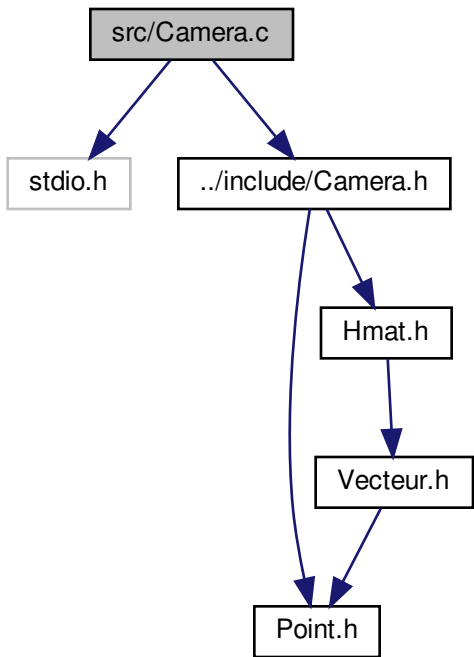 src/Camera.c
stdio.h
../include/Camera.h
Hmat.h
Vecteur.h
Point.h